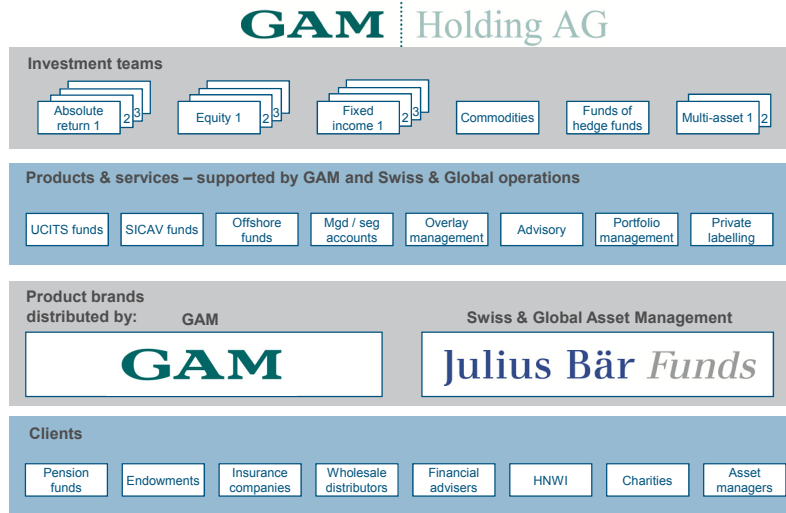 GAM Holding AG
Investment teams
Absolute
return 1
2
3
Equity 1
2
3
Fixed
income 1
2
3
Commodities
Funds of
hedge funds
Multi-asset 1
2
Products & services – supported by GAM and Swiss & Global operations
UCITS funds
SICAV funds
Offshore
funds
Mgd / seg
accounts
Overlay
management
Advisory
Portfolio
management
Private
labelling
Product brands
distributed by:
GAM
Swiss & Global Asset Management
GAM
Julius Bär Funds
Clients
Pension
funds
Endowments
Insurance
companies
Wholesale
distributors
Financial
advisers
HNWI
Charities
Asset
managers